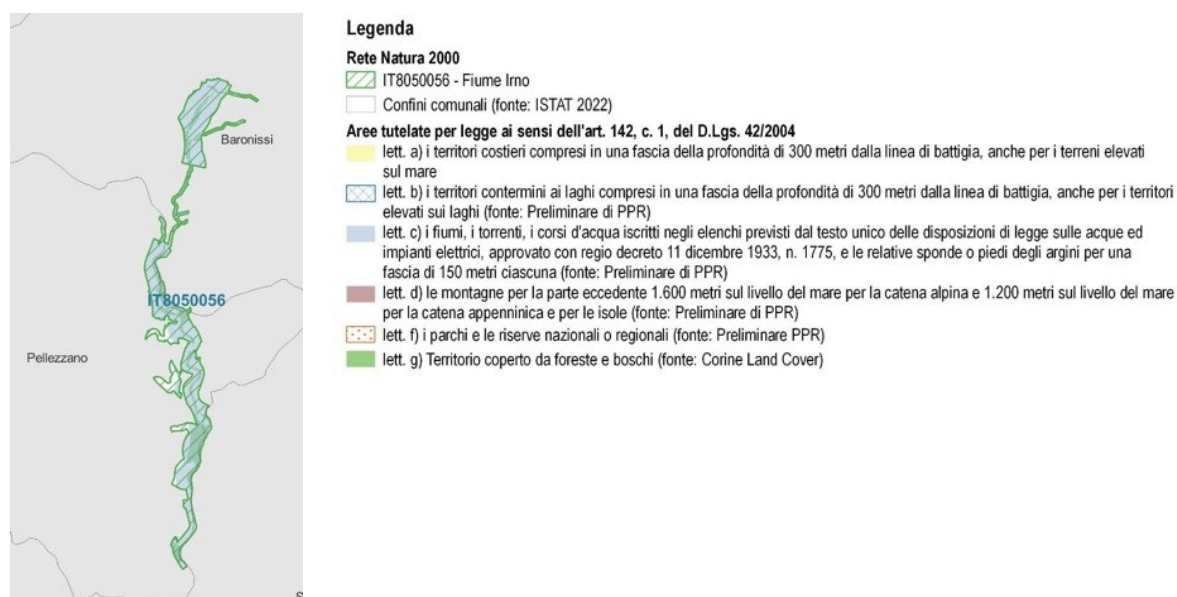 Legenda
Rete Natura 2000
IT8050056 - Fiume Irno
Confini comunali (fonte: ISTAT 2022)
Aree tutelate per legge ai sensi dell'art. 142, c. 1, del D.Lgs. 42/2004
lett. a) i territori costieri compresi in una fascia della profondità di 300 metri dalla linea di battigia, anche per i terreni elevati
sul mare
lett. b) i territori contermini ai laghi compresi in una fascia della profondità di 300 metri dalla linea di battigia, anche per i territori
elevati sui laghi (fonte: Preliminare di PPR)
lett. c) i fiumi, i torrenti, i corsi d'acqua iscritti negli elenchi previsti dal testo unico delle disposizioni di legge sulle acque ed
impianti elettrici, approvato con regio decreto 11 dicembre 1933, n. 1775, e le relative sponde o piedi degli argini per una
fascia di 150 metri ciascuna (fonte: Preliminare di PPR)
lett. d) le montagne per la parte eccedente 1.600 metri sul livello del mare per la catena alpina e 1.200 metri sul livello del mare
per la catena appenninica e per le isole (fonte: Preliminare di PPR)
lett. f) i parchi e le riserve nazionali o regionali (fonte: Preliminare PPR)
lett. g) Territorio coperto da foreste e boschi (fonte: Corine Land Cover)
Baronissi
IT8050056
Pellezzano